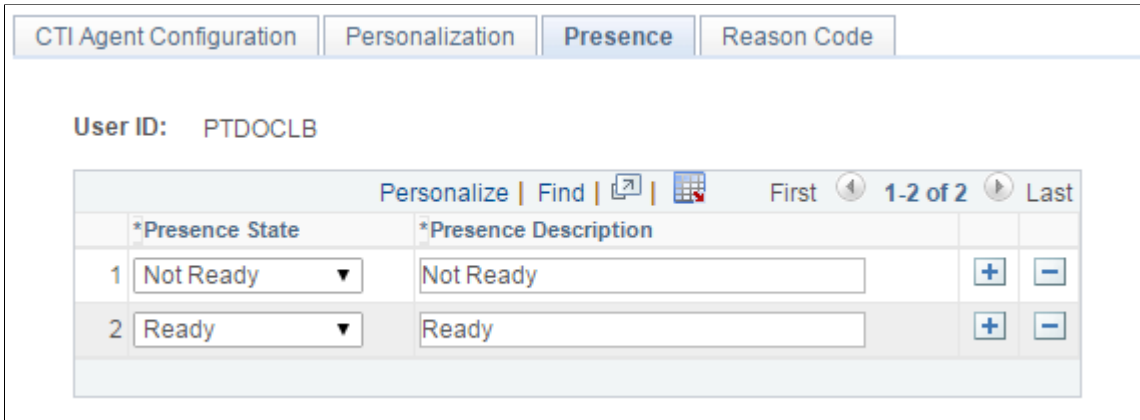 CTI Agent Configuration Personalization Presence Reason Code
User ID: PTDOCLB
Personalize | Find | | First 1-2 of 2 Last
*Presence State *Presence Description
1 Not Ready Not Ready + −
2 Ready Ready + −